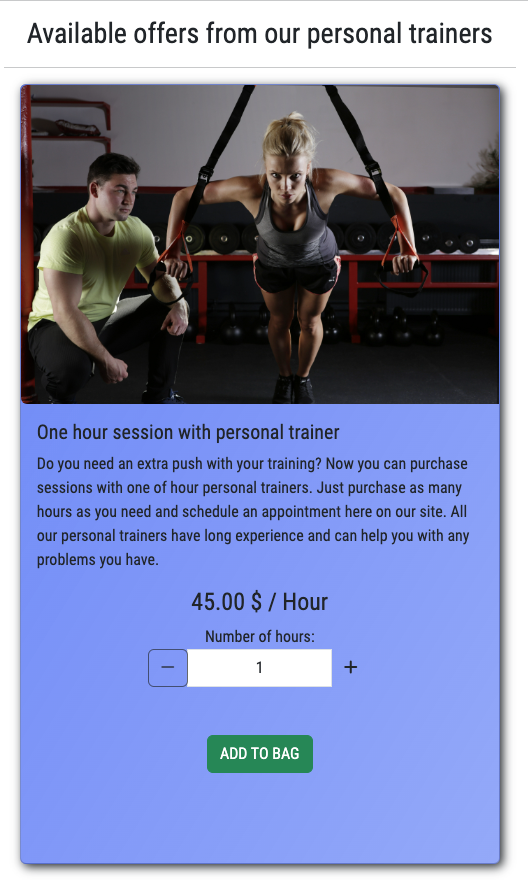 Available offers from our personal trainers
One hour session with personal trainer
Do you need an extra push with your training? Now you can purchase
sessions with one of hour personal trainers. Just purchase as many
hours as you need and schedule an appointment here on our site. All
our personal trainers have long experience and can help you with any
problems you have.
45.00 $ / Hour
Number of hours:
− 1 +
ADD TO BAG